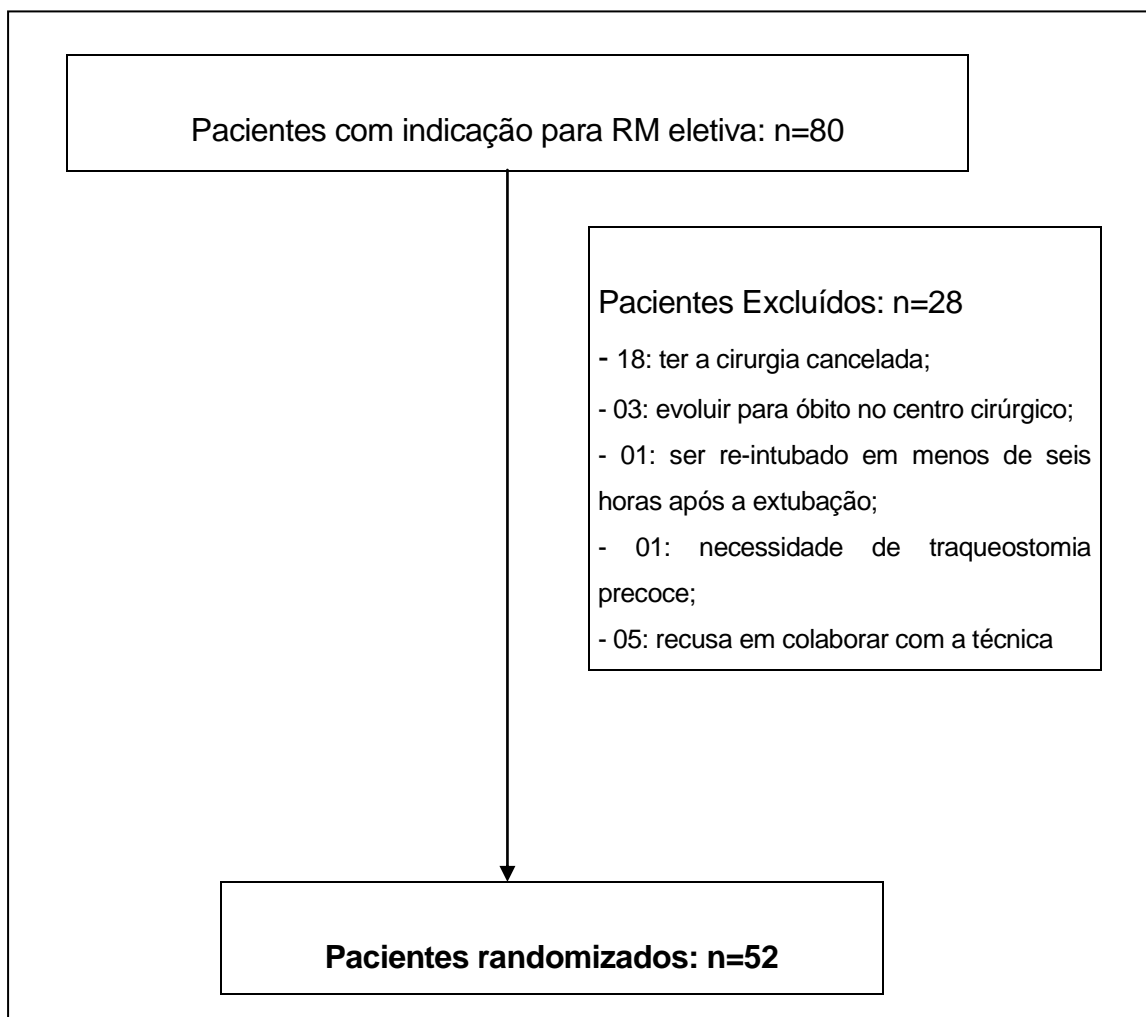 Pacientes com indicação para RM eletiva: n=80
Pacientes Excluídos: n=28
- 18: ter a cirurgia cancelada;
- 03: evoluir para óbito no centro cirúrgico;
- 01: ser re-intubado em menos de seis
horas após a extubação;
- 01: necessidade de traqueostomia
precoce;
- 05: recusa em colaborar com a técnica
Pacientes randomizados: n=52